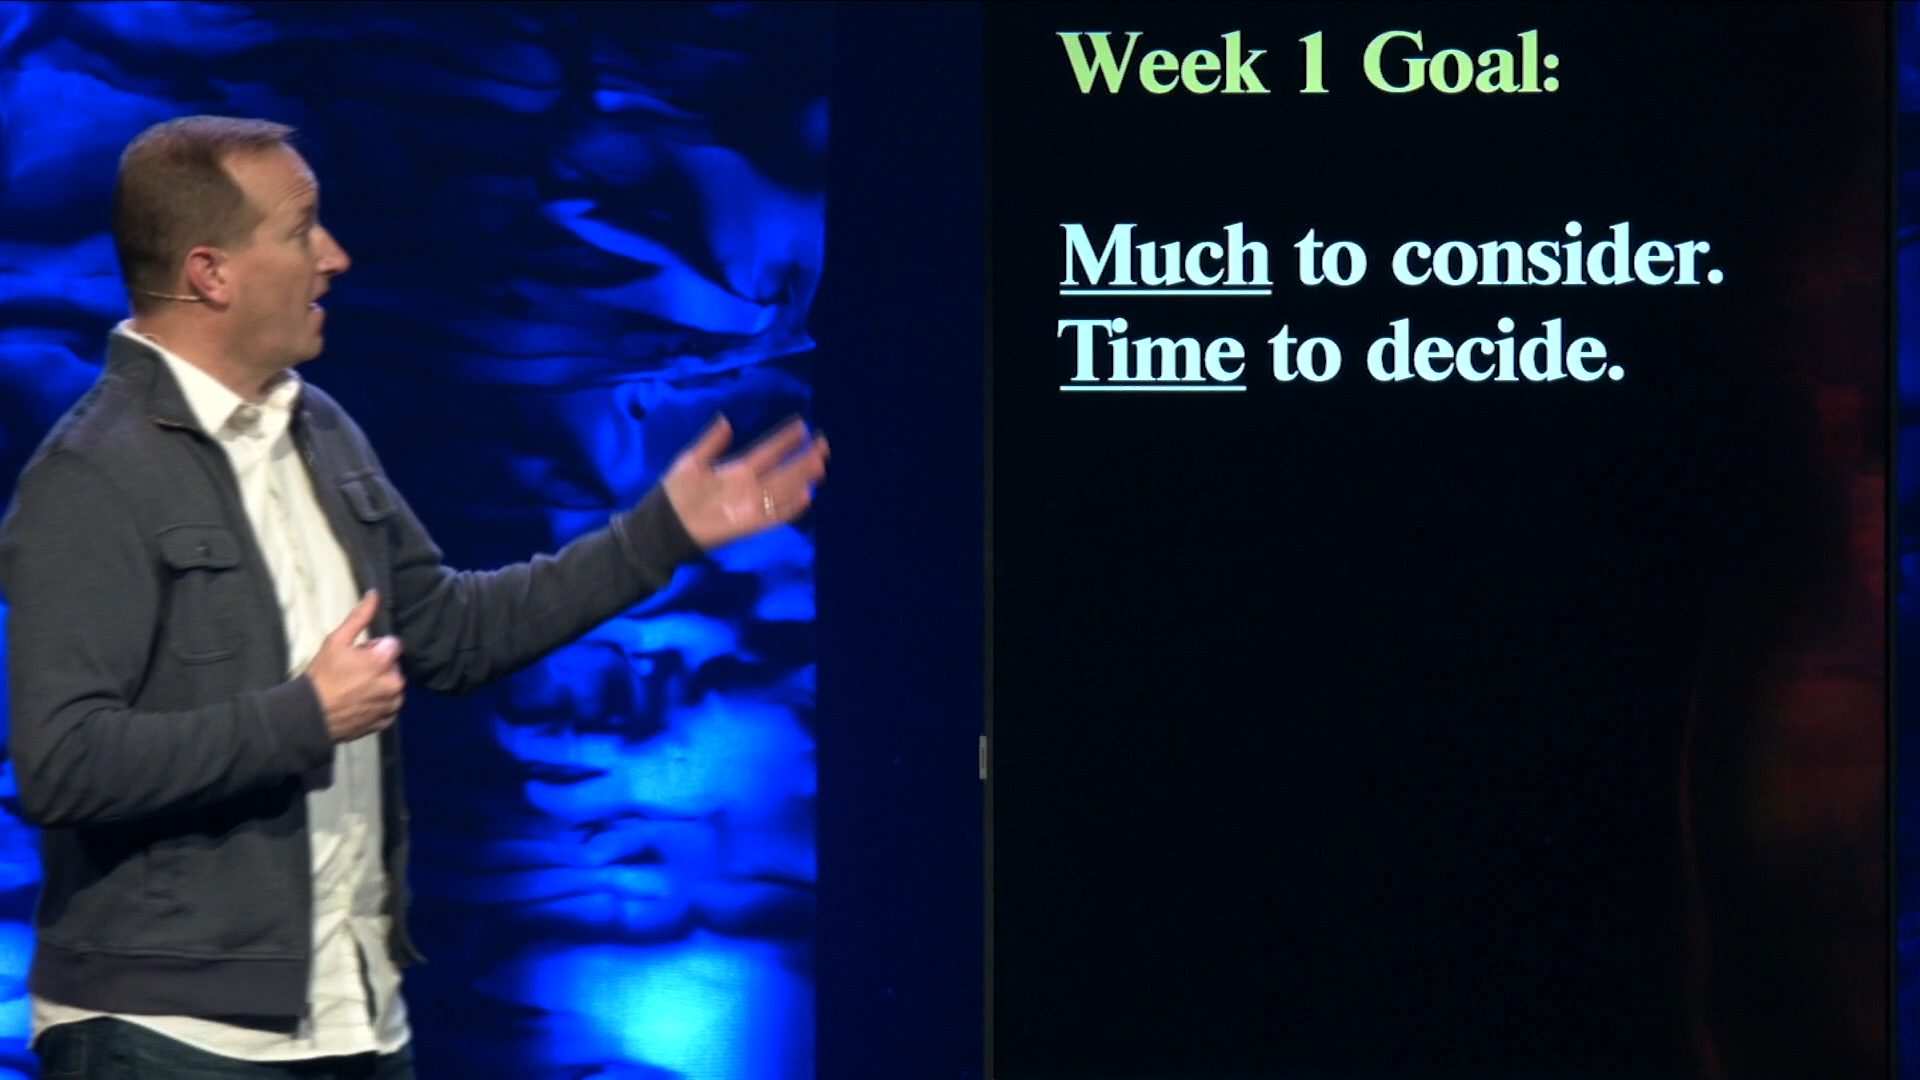 Week 1 Goal:
Much to consider.
Time to decide.